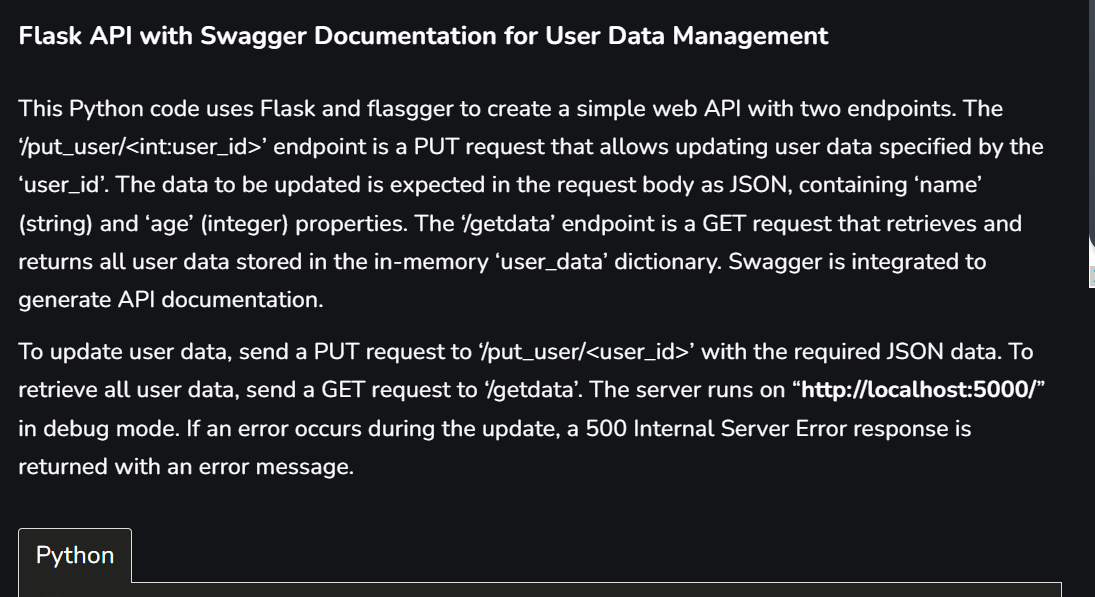 Flask API with Swagger Documentation for User Data Management
This Python code uses Flask and flasgger to create a simple web API with two endpoints. The
‘/put_user/<int:user_id>’ endpoint is a PUT request that allows updating user data specified by the
‘user_id’. The data to be updated is expected in the request body as JSON, containing ‘name’
(string) and ‘age’ (integer) properties. The ‘/getdata’ endpoint is a GET request that retrieves and
returns all user data stored in the in-memory ‘user_data’ dictionary. Swagger is integrated to
generate API documentation.
To update user data, send a PUT request to ‘/put_user/<user_id>’ with the required JSON data. To
retrieve all user data, send a GET request to ‘/getdata’. The server runs on “http://localhost:5000/”
in debug mode. If an error occurs during the update, a 500 Internal Server Error response is
returned with an error message.
Python